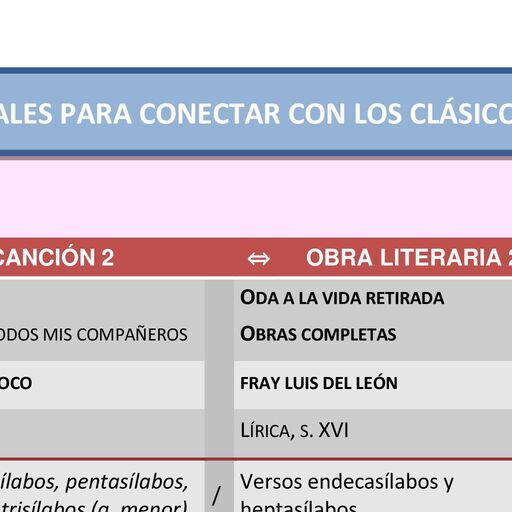 ALES PARA CONECTAR CON LOS CLÁSICO
CANCIÓN 2 ⇔ OBRA LITERARIA 2
ODA A LA VIDA RETIRADA
ODOS MIS COMPAÑEROS OBRAS COMPLETAS
OCO FRAY LUIS DEL LEÓN
LÍRICA, S. XVI
ílabos, pentasílabos, / Versos endecasílabos y
trisílabos (a. menor) heptasílabos